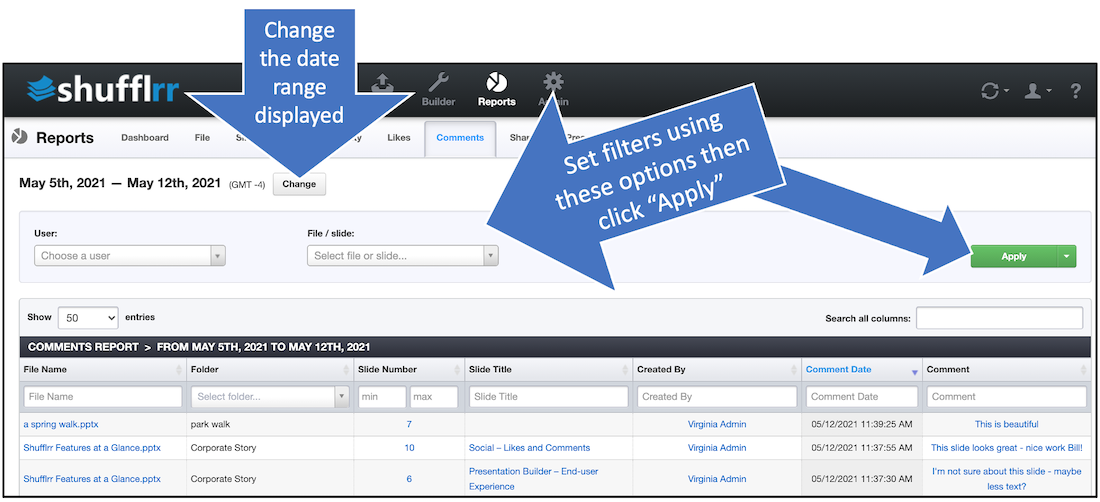 Change
the date
range
displayed
shufflrr
Builder
Reports
Set filters using
these options then
click “Apply”
Reports
Dashboard
File
Likes
Comments
May 5th, 2021 — May 12th, 2021 (GMT -4) Change
User:
File / slide:
Choose a user
Select file or slide...
Apply
Show 50 entries
Search all columns:
COMMENTS REPORT > FROM MAY 5TH, 2021 TO MAY 12TH, 2021
File Name Folder Slide Number Slide Title Created By Comment Date Comment
File Name Select folder... min max Slide Title Created By Comment Date Comment
a spring walk.pptx park walk 7 Virginia Admin 05/12/2021 11:39:25 AM This is beautiful
Shufflrr Features at a Glance.pptx Corporate Story 10 Social – Likes and Comments Virginia Admin 05/12/2021 11:37:55 AM This slide looks great - nice work Bill!
Shufflrr Features at a Glance.pptx Corporate Story 6 Presentation Builder – End-user
Experience Virginia Admin 05/12/2021 11:37:30 AM I'm not sure about this slide - maybe
less text?